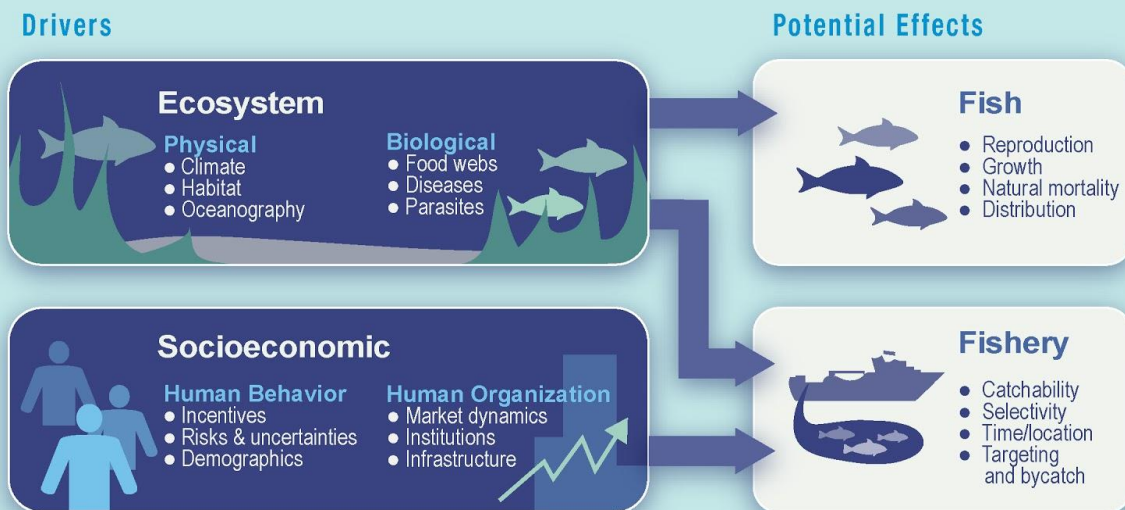 Drivers
Potential Effects
Ecosystem
Physical
● Climate
● Habitat
● Oceanography
Biological
● Food webs
● Diseases
● Parasites
Fish
● Reproduction
● Growth
● Natural mortality
● Distribution
Socioeconomic
Human Behavior
● Incentives
● Risks & uncertainties
● Demographics
Human Organization
● Market dynamics
● Institutions
● Infrastructure
Fishery
● Catchability
● Selectivity
● Time/location
● Targeting
and bycatch